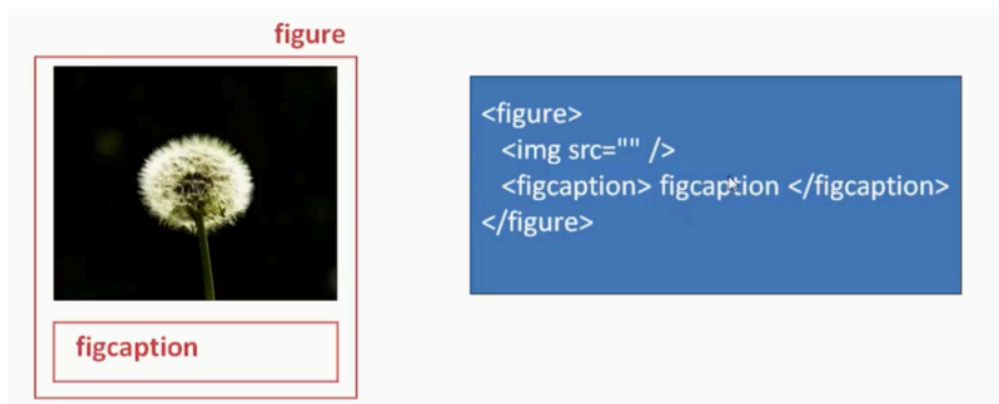 figure
figcaption
<figure>
<img src="" />
<figcaption> figcaption </figcaption>
</figure>